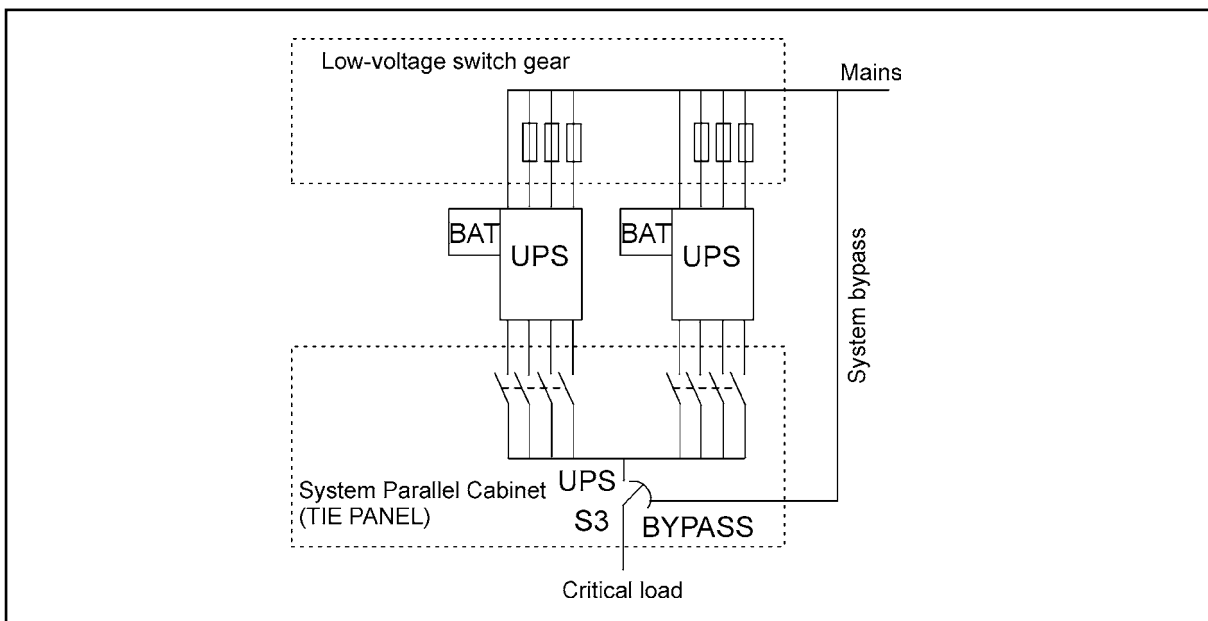 Low-voltage switch gear
Mains
BAT
UPS
BAT
UPS
System bypass
UPS
System Parallel Cabinet
(TIE PANEL)
S3
BYPASS
Critical load